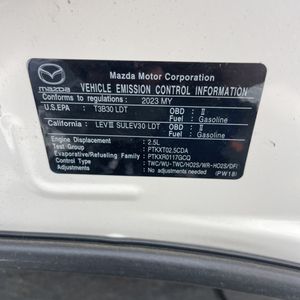 mazda
Mazda Motor Corporation
VEHICLE EMISSION CONTROL INFORMATION
Conforms to regulations: 2023 MY
U.S.EPA : T3B30 LDT OBD : II
Fuel : Gasoline
California : LEVⅢ SULEV30 LDT OBD : II
Fuel : Gasoline
Engine Displacement : 2.5L
Test Group : PTKXT02.5CDA
Evaporative/Refueling Family : PTKXR0117GCQ
Control Type : TWC/WU-TWC/HO2S/WR-HO2S/DFI
Adjustments : No adjustments needed. (PW18)